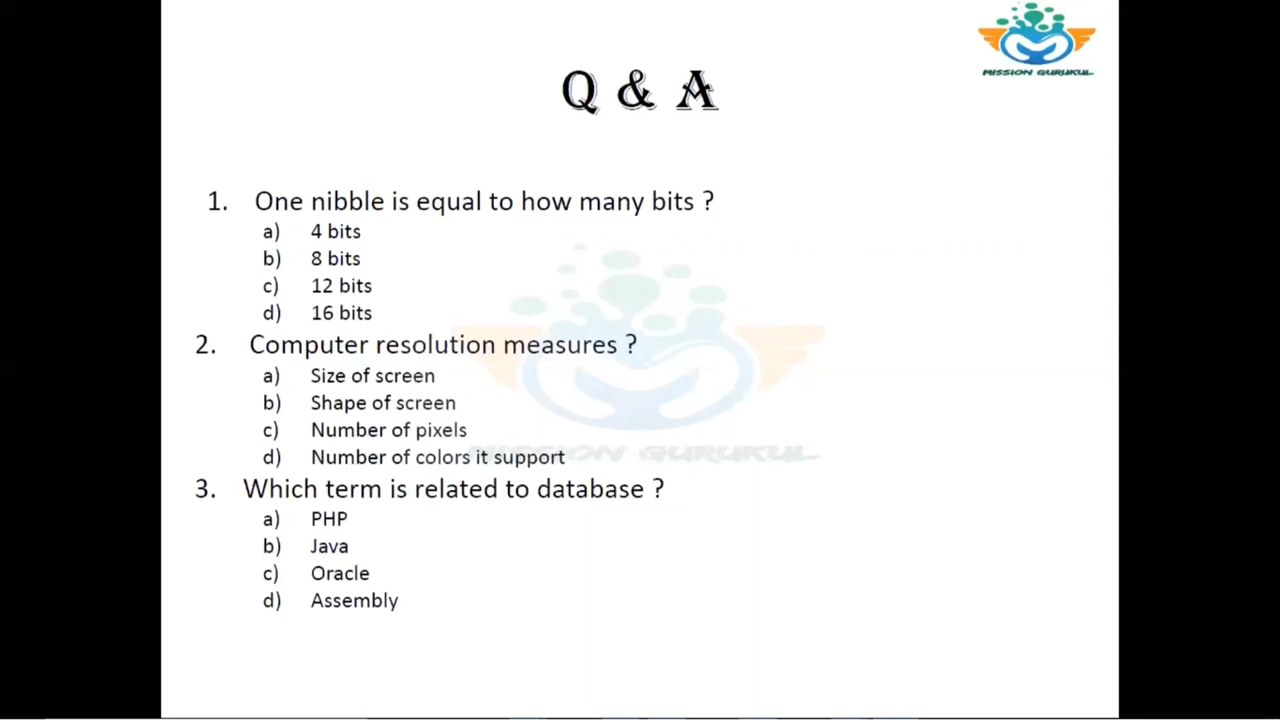 MISSION GURUKUL
Q & A
1. One nibble is equal to how many bits ?
a) 4 bits
b) 8 bits
c) 12 bits
d) 16 bits
2. Computer resolution measures ?
a) Size of screen
b) Shape of screen
c) Number of pixels
d) Number of colors it support
MISSION GURUKUL
3. Which term is related to database ?
a) PHP
b) Java
c) Oracle
d) Assembly